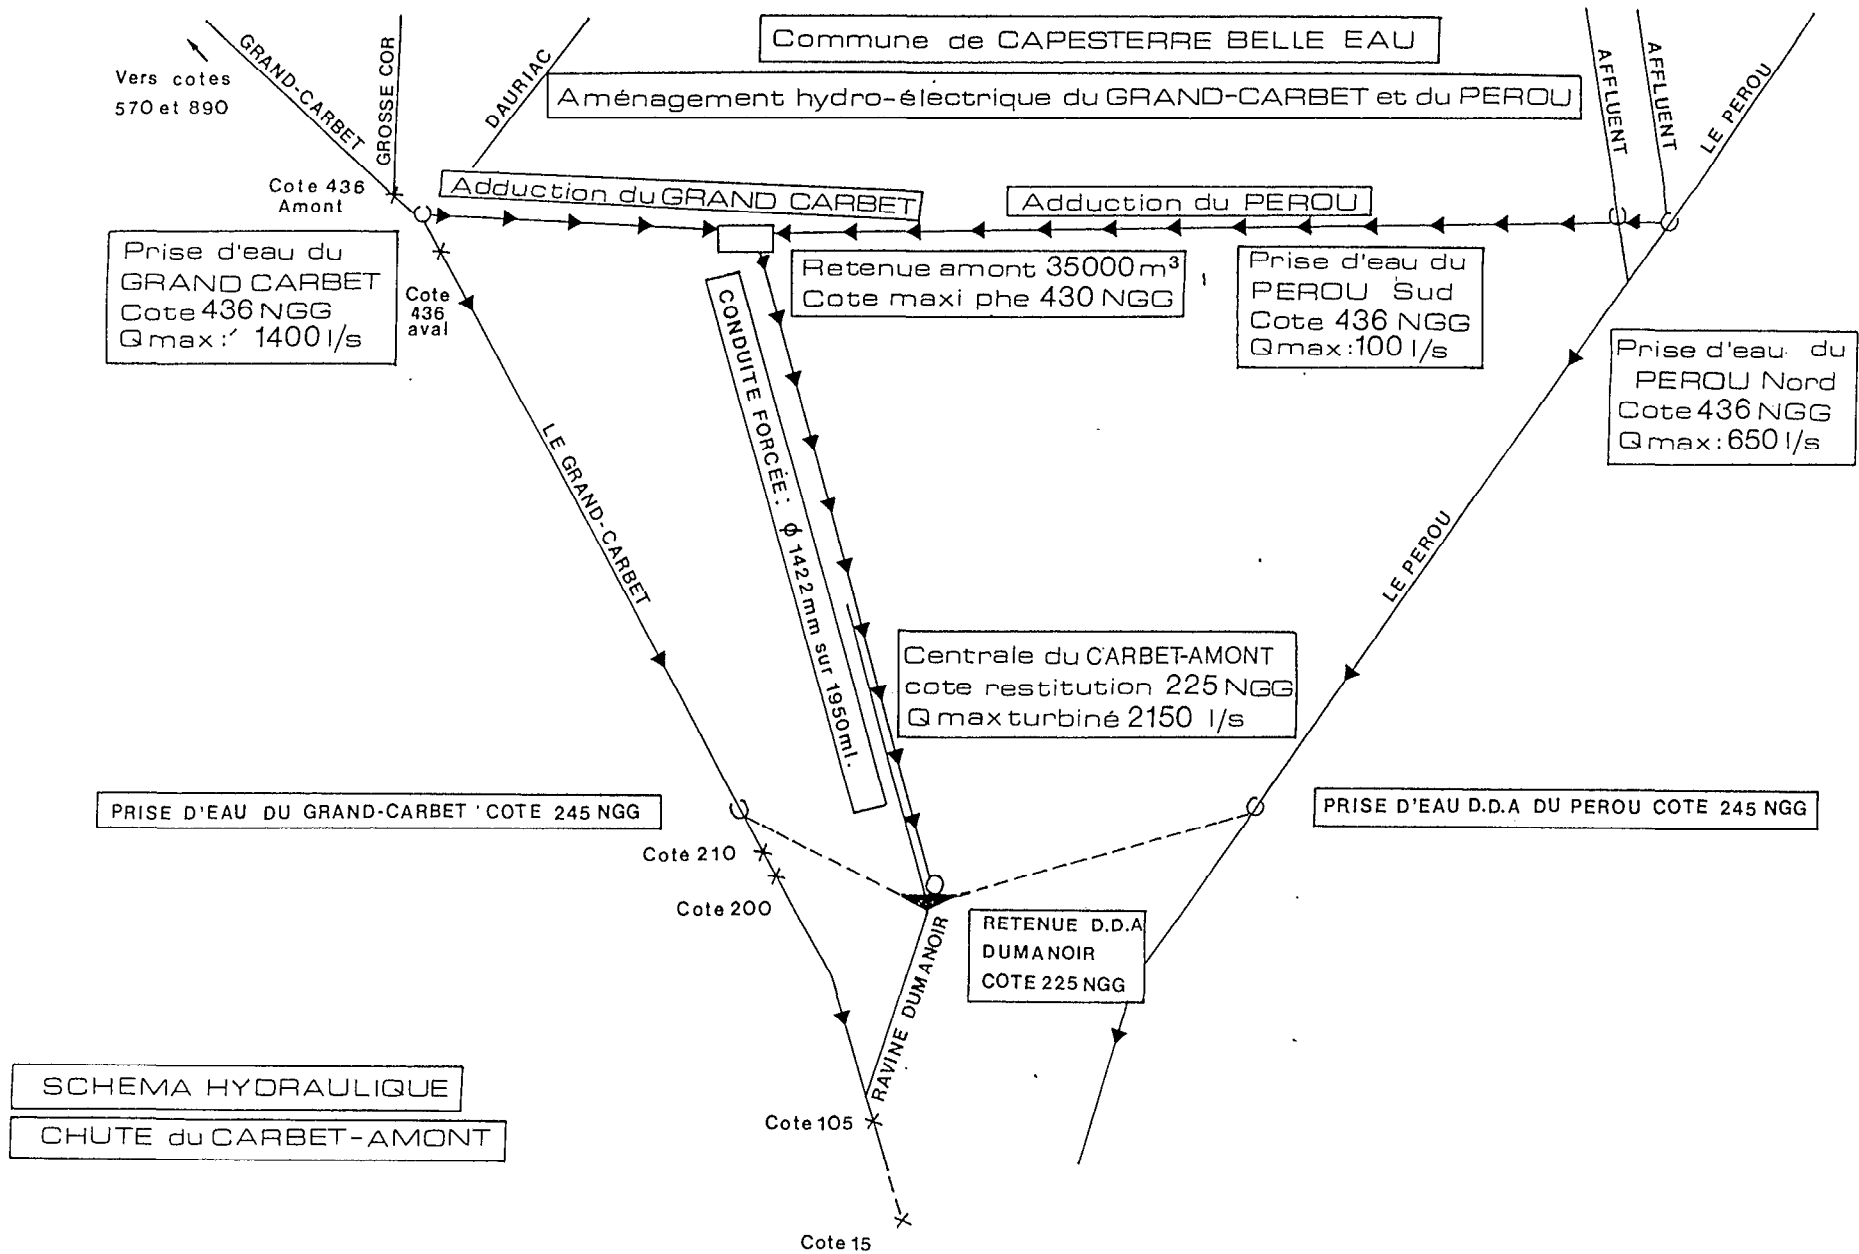 Commune de CAPESTERRE BELLE EAU
Aménagement hydro-électrique du GRAND-CARBET et du PEROU
Vers cotes
570 et 890
GRAND-CARBET
GROSSE COR
DAURIAC
AFFLUENT
AFFLUENT
LE PEROU
Cote 436
Amont
Adduction du GRAND CARBET
Adduction du PEROU
Prise d'eau du
GRAND CARBET
Cote 436 NGG
Q max: 1400 l/s
Cote
436
aval
Retenue amont 35000 m³
Cote maxi phe 430 NGG
Prise d'eau du
PEROU Sud
Cote 436 NGG
Q max: 100 l/s
Prise d'eau du
PEROU Nord
Cote 436 NGG
Q max: 650 l/s
CONDUITE FORCÉE: Ø 1422 mm sur 1950 ml.
LE GRAND-CARBET
LE PEROU
Centrale du CARBET-AMONT
cote restitution 225 NGG
Q max turbiné 2150 l/s
PRISE D'EAU DU GRAND-CARBET COTE 245 NGG
PRISE D'EAU D.D.A DU PEROU COTE 245 NGG
Cote 210
Cote 200
RETENUE D.D.A
DUMANOIR
COTE 225 NGG
RAVINE DUMANOIR
SCHEMA HYDRAULIQUE
CHUTE du CARBET-AMONT
Cote 105
Cote 15